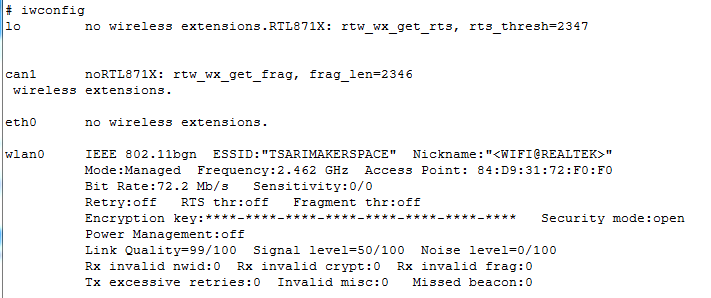 # iwconfig
lo        no wireless extensions.RTL871X: rtw_wx_get_rts, rts_thresh=2347
can1      noRTL871X: rtw_wx_get_frag, frag_len=2346
 wireless extensions.
eth0      no wireless extensions.
wlan0     IEEE 802.11bgn  ESSID:"TSARIMAKERSPACE"  Nickname:"<WIFI@REALTEK>"
          Mode:Managed  Frequency:2.462 GHz  Access Point: 84:D9:31:72:F0:F0
          Bit Rate:72.2 Mb/s   Sensitivity:0/0
          Retry:off   RTS thr:off   Fragment thr:off
          Encryption key:****-****-****-****-****-****-****-****   Security mode:open
          Power Management:off
          Link Quality=99/100  Signal level=50/100  Noise level=0/100
          Rx invalid nwid:0  Rx invalid crypt:0  Rx invalid frag:0
          Tx excessive retries:0  Invalid misc:0   Missed beacon:0